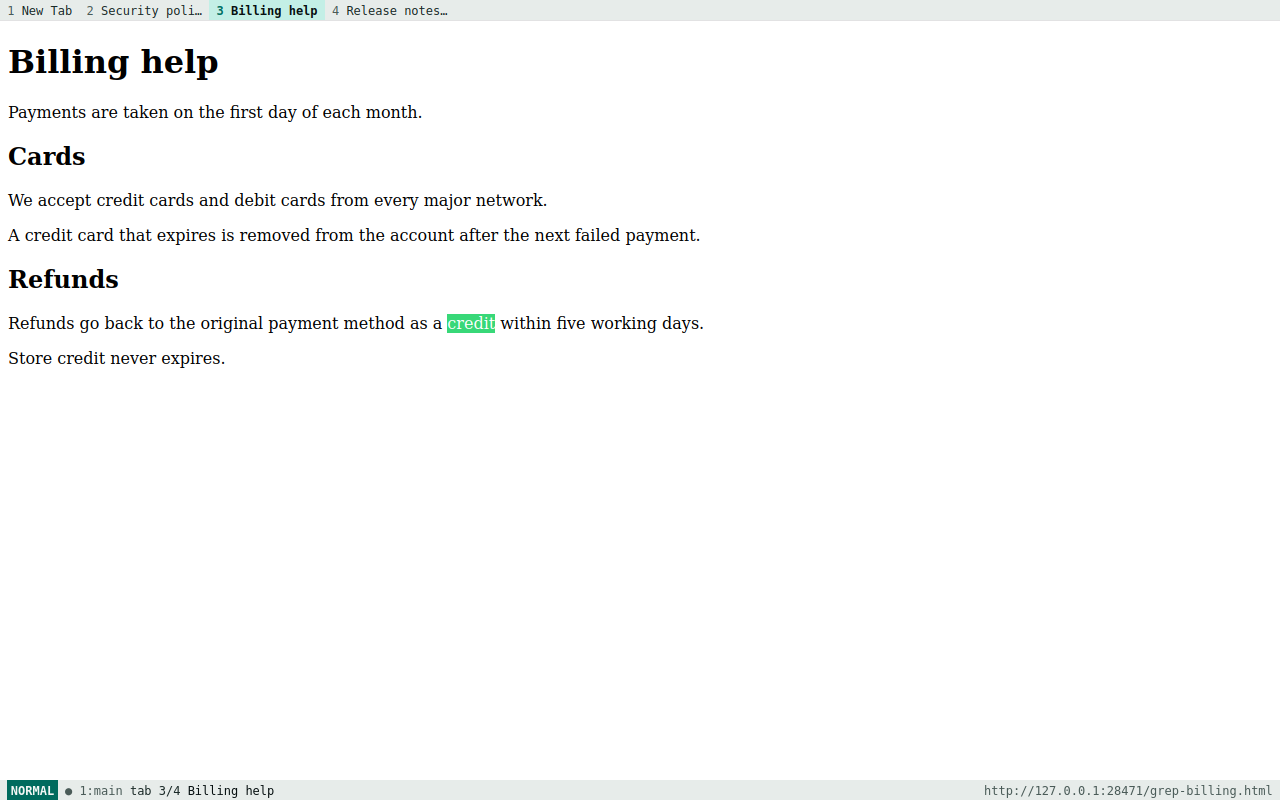 1 New Tab 2 Security poli… 3 Billing help 4 Release notes…
Billing help
Payments are taken on the first day of each month.
Cards
We accept credit cards and debit cards from every major network.
A credit card that expires is removed from the account after the next failed payment.
Refunds
Refunds go back to the original payment method as a credit within five working days.
Store credit never expires.
NORMAL ● 1:main tab 3/4 Billing help http://127.0.0.1:28471/grep-billing.html